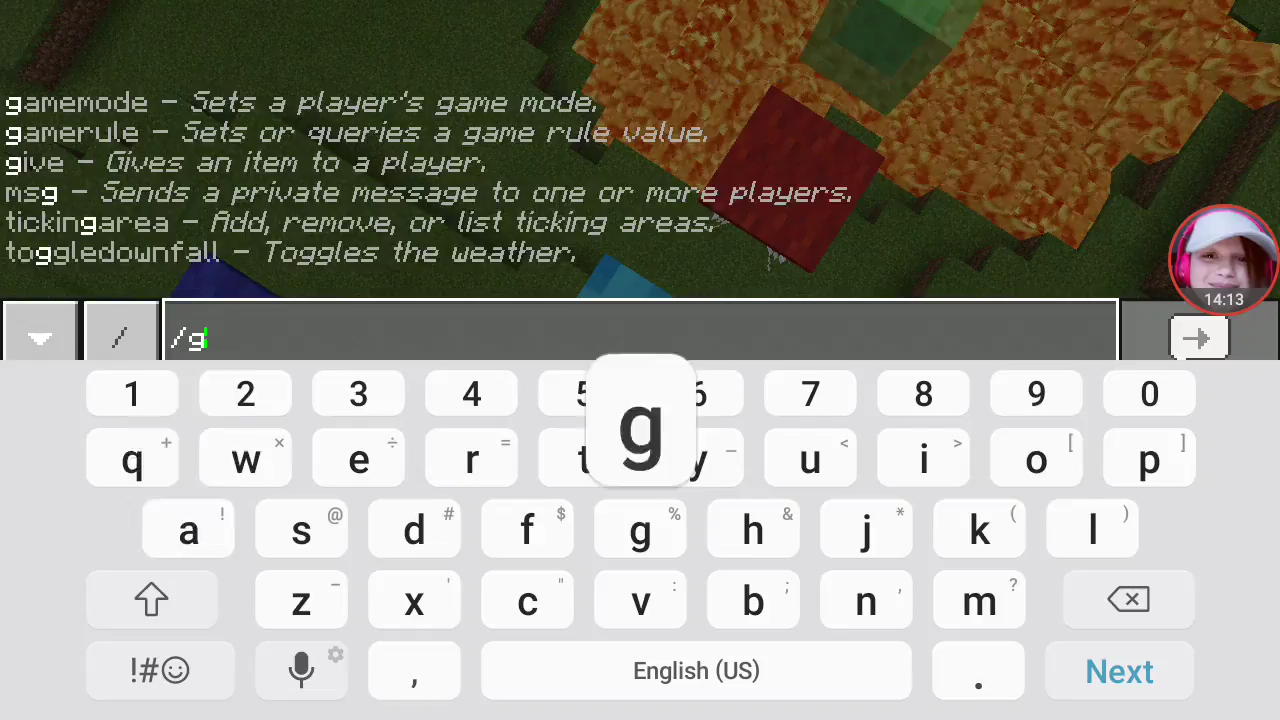 gamemode – Sets a player's game mode.
gamerule – Sets or queries a game rule value.
give – Gives an item to a player.
msg – Sends a private message to one or more players.
tickingarea – Add, remove, or list ticking areas.
toggledownfall – Toggles the weather.
14:13
/ /g
1 2 3 4 5 6 7 8 9 0
g
q + w × e ÷ r = t y – u < i > o [ p ]
a ! s @ d # f $ g % h & j * k ( l )
z – x ' c " v : b ; n , m ?
!#☺ , English (US) . Next